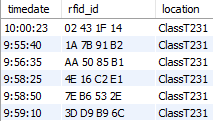 timedate rfid_id location
10:00:23 02 43 1F 14 ClassT231
9:55:40 1A 7B 91 B2 ClassT231
9:56:35 AA 50 85 B1 ClassT231
9:58:25 4E 16 C2 E1 ClassT231
9:58:50 7E B6 53 2E ClassT231
9:59:10 3D D9 B9 6C ClassT231